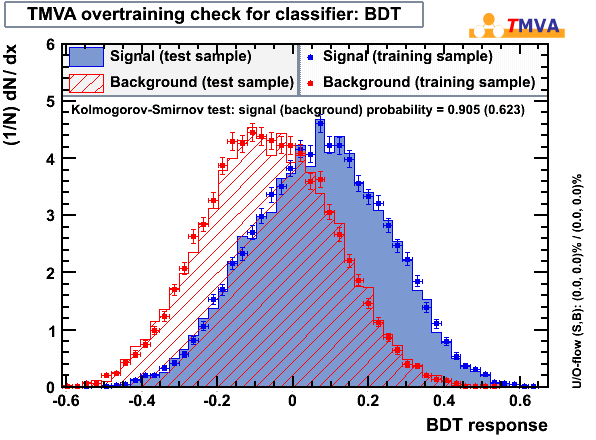 TMVA overtraining check for classifier: BDT
TMVA
Signal (test sample)
Signal (training sample)
Background (test sample)
Background (training sample)
Kolmogorov-Smirnov test: signal (background) probability = 0.905 (0.623)
(1/N) dN / dx
6
5
4
3
2
1
0
-0.6
-0.4
-0.2
0
0.2
0.4
0.6
BDT response
U/O-flow (S,B): (0.0, 0.0)% / (0.0, 0.0)%